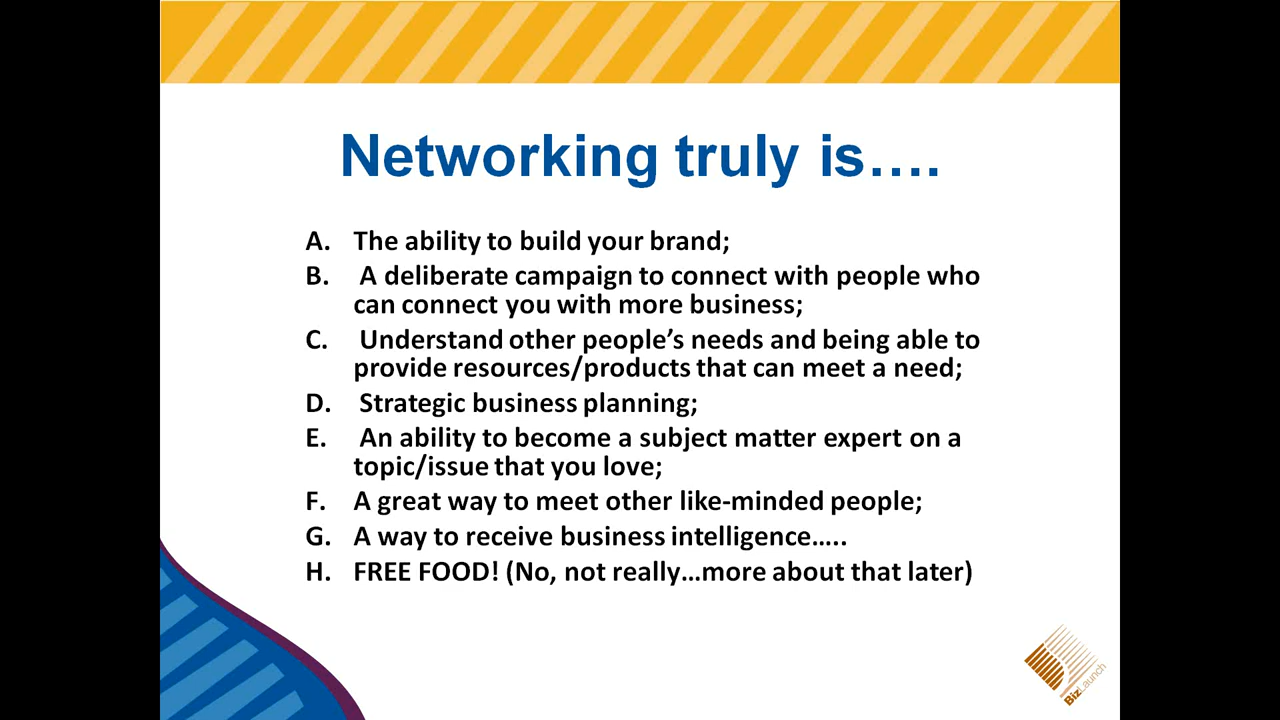 Networking truly is….
A. The ability to build your brand;
B. A deliberate campaign to connect with people who
can connect you with more business;
C. Understand other people’s needs and being able to
provide resources/products that can meet a need;
D. Strategic business planning;
E. An ability to become a subject matter expert on a
topic/issue that you love;
F. A great way to meet other like-minded people;
G. A way to receive business intelligence…..
H. FREE FOOD! (No, not really…more about that later)
BizLaunch